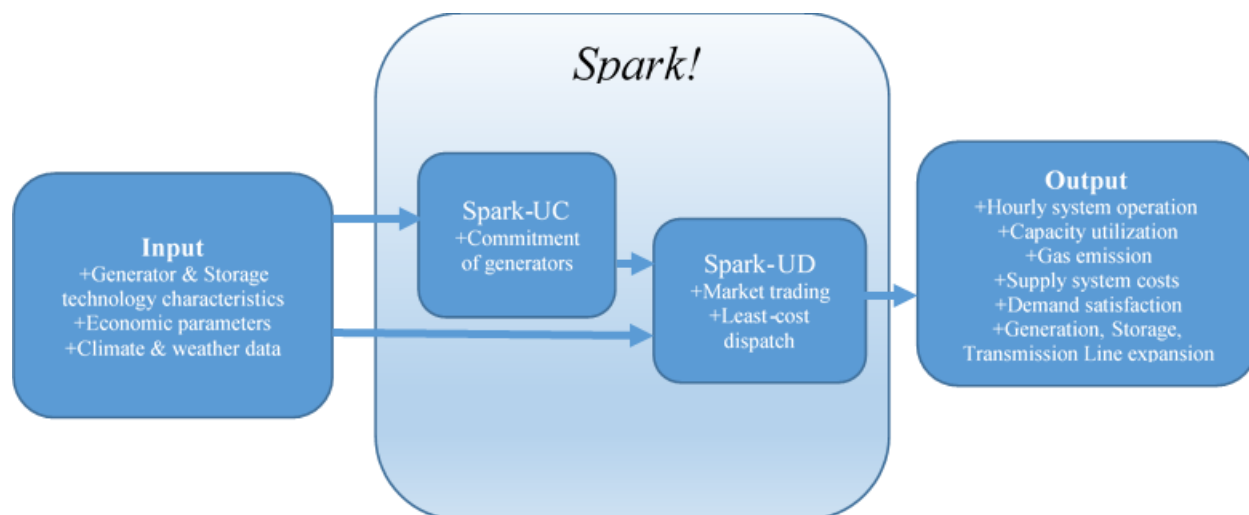 Spark!
Input
+Generator & Storage
technology characteristics
+Economic parameters
+Climate & weather data
Spark-UC
+Commitment
of generators
Spark-UD
+Market trading
+Least-cost
dispatch
Output
+Hourly system operation
+Capacity utilization
+Gas emission
+Supply system costs
+Demand satisfaction
+Generation, Storage,
Transmission Line expansion